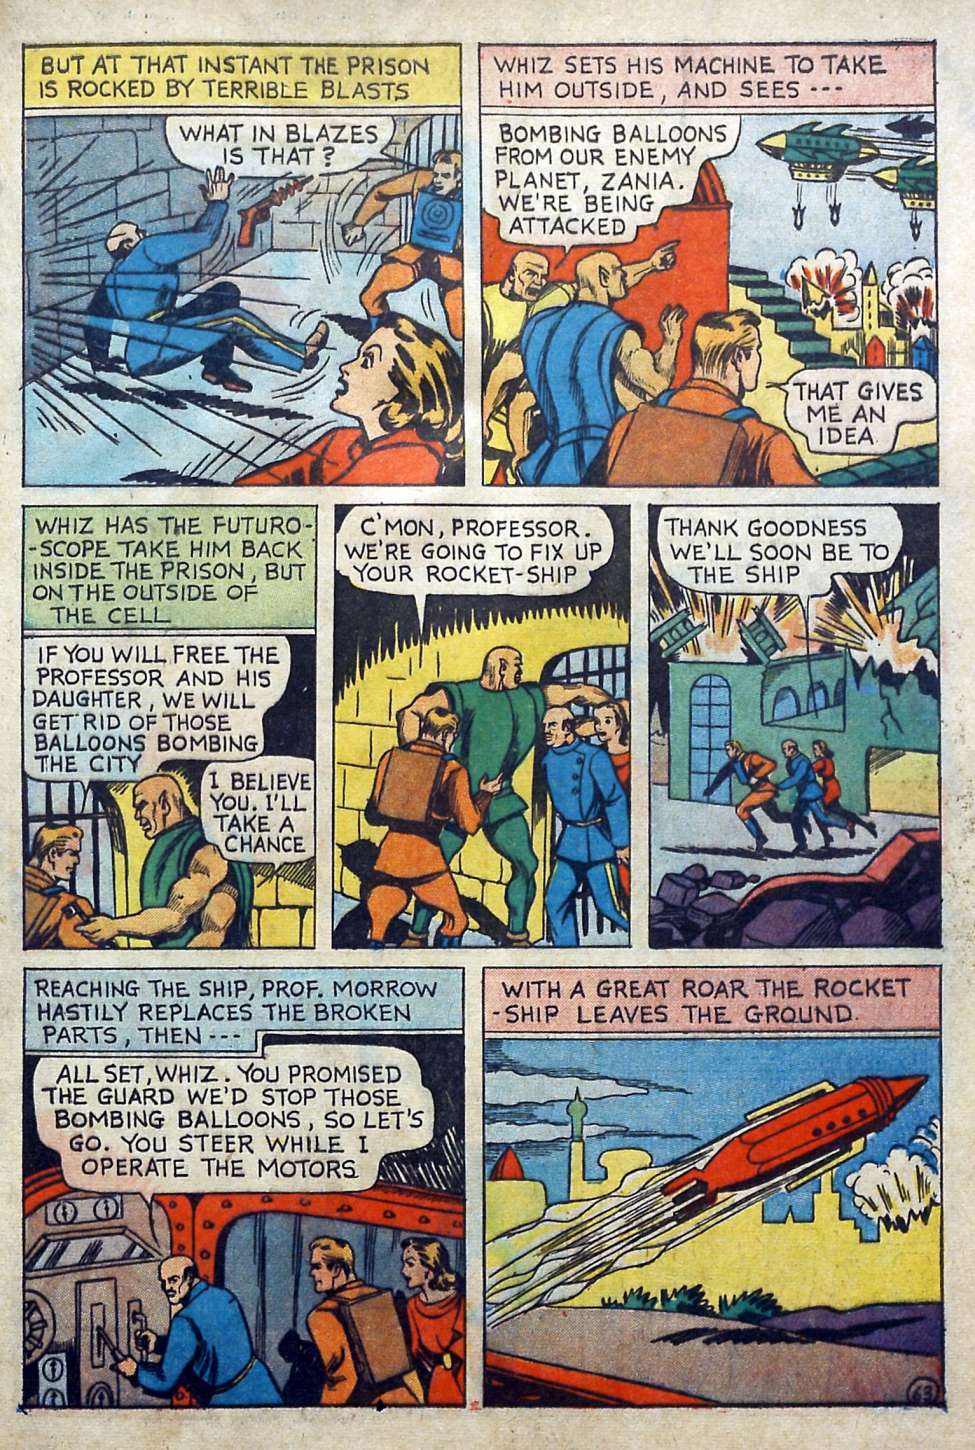 BUT AT THAT INSTANT THE PRISON
IS ROCKED BY TERRIBLE BLASTS
WHAT IN BLAZES
IS THAT?
WHIZ SETS HIS MACHINE TO TAKE
HIM OUTSIDE, AND SEES ---
BOMBING BALLOONS
FROM OUR ENEMY
PLANET, ZANIA.
WE'RE BEING
ATTACKED
THAT GIVES
ME AN
IDEA
WHIZ HAS THE FUTURO-
-SCOPE TAKE HIM BACK
INSIDE THE PRISON, BUT
ON THE OUTSIDE OF
THE CELL
IF YOU WILL FREE THE
PROFESSOR AND HIS
DAUGHTER, WE WILL
GET RID OF THOSE
BALLOONS BOMBING
THE CITY
I BELIEVE
YOU. I'LL
TAKE A
CHANCE
C'MON, PROFESSOR.
WE'RE GOING TO FIX UP
YOUR ROCKET-SHIP
THANK GOODNESS
WE'LL SOON BE TO
THE SHIP
REACHING THE SHIP, PROF. MORROW
HASTILY REPLACES THE BROKEN
PARTS, THEN ---
ALL SET, WHIZ. YOU PROMISED
THE GUARD WE'D STOP THOSE
BOMBING BALLOONS, SO LET'S
GO. YOU STEER WHILE I
OPERATE THE MOTORS
WITH A GREAT ROAR THE ROCKET
-SHIP LEAVES THE GROUND.
63